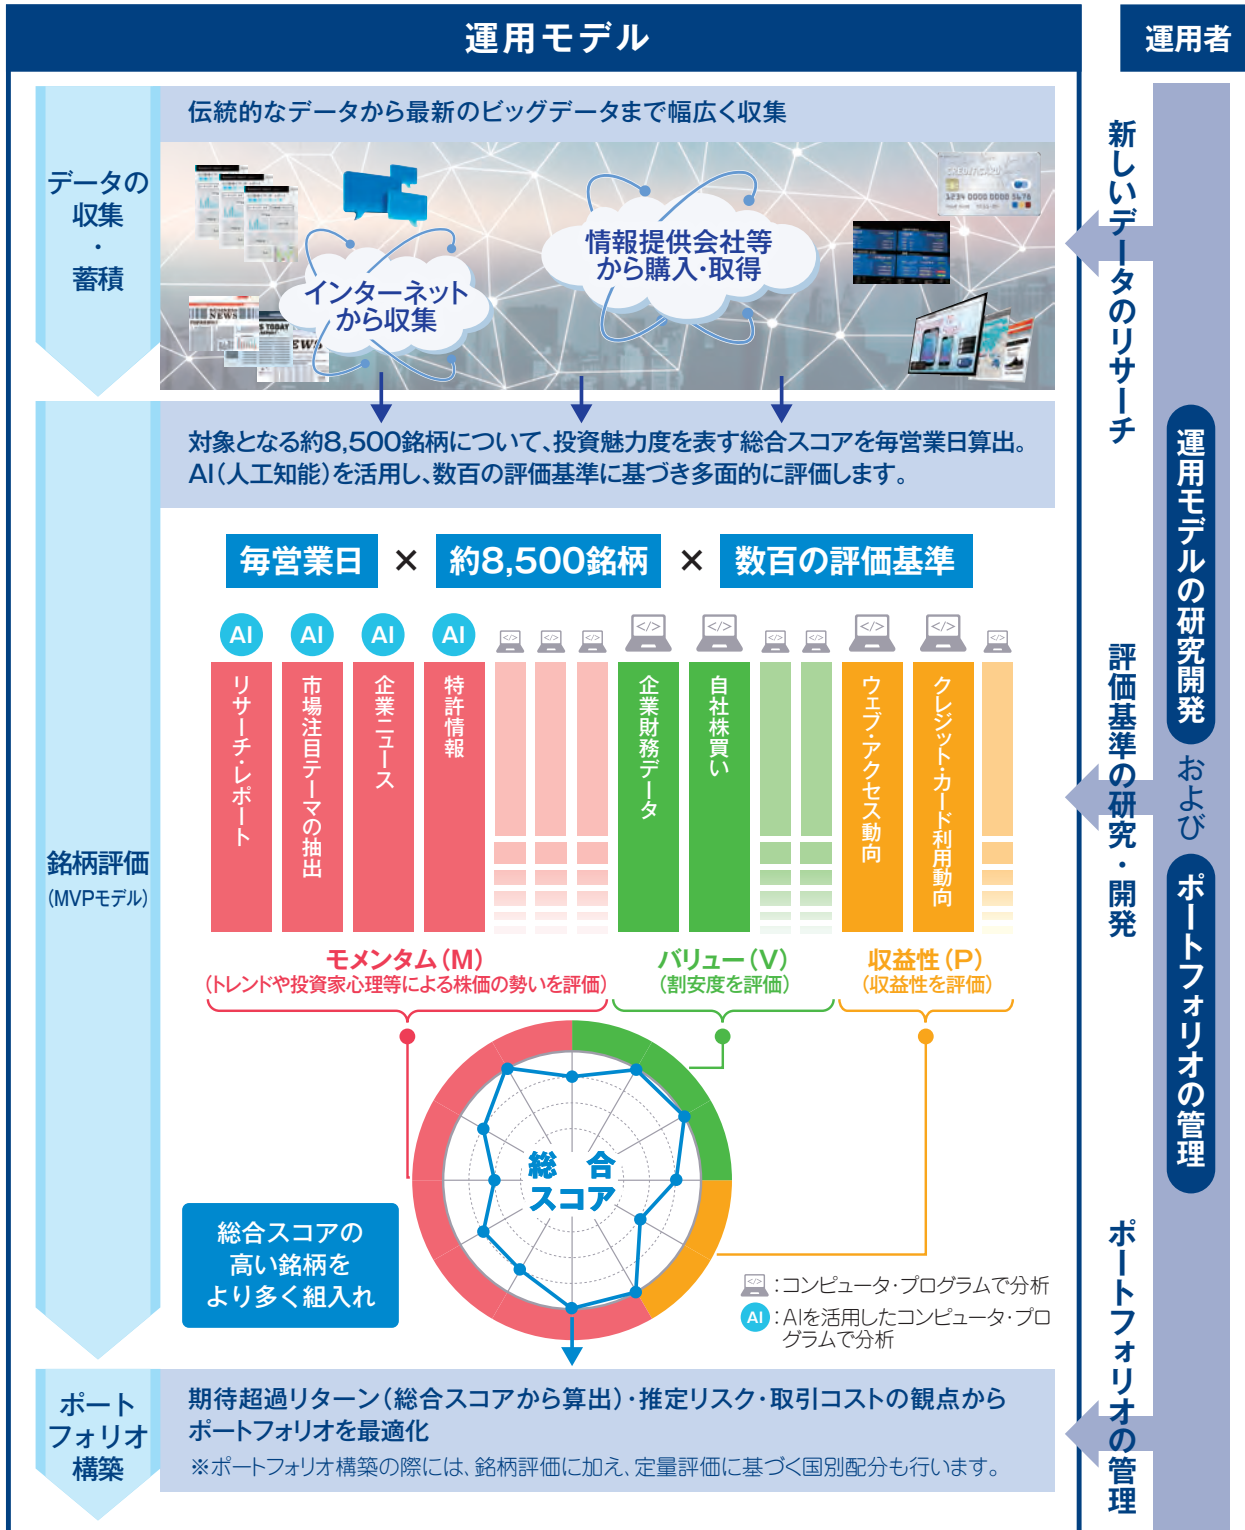 運用モデル
運用者
データの
収集
・
蓄積
伝統的なデータから最新のビッグデータまで幅広く収集
インターネット
から収集
情報提供会社等
から購入・取得
CREDIT CARD
1234 0000 0000 5678
NEWS
S TODAY
EWS
新しいデータのリサーチ
銘柄評価
(MVPモデル)
対象となる約8,500銘柄について、投資魅力度を表す総合スコアを毎営業日算出。
AI(人工知能)を活用し、数百の評価基準に基づき多面的に評価します。
毎営業日 × 約8,500銘柄 × 数百の評価基準
AI AI AI AI </> </> </> </> </> </> </> </> </> </>
リサーチ・レポート
市場注目テーマの抽出
企業ニュース
特許情報
企業財務データ
自社株買い
ウェブ・アクセス動向
クレジット・カード利用動向
モメンタム(M)
(トレンドや投資家心理等による株価の勢いを評価)
バリュー(V)
(割安度を評価)
収益性(P)
(収益性を評価)
総 合
スコア
総合スコアの
高い銘柄を
より多く組入れ
</>:コンピュータ・プログラムで分析
AI:AIを活用したコンピュータ・プロ
グラムで分析
評価基準の研究・開発
運用モデルの研究開発
および
ポートフォリオの管理
ポート
フォリオ
構築
期待超過リターン(総合スコアから算出)・推定リスク・取引コストの観点から
ポートフォリオを最適化
※ポートフォリオ構築の際には、銘柄評価に加え、定量評価に基づく国別配分も行います。
ポートフォリオの管理